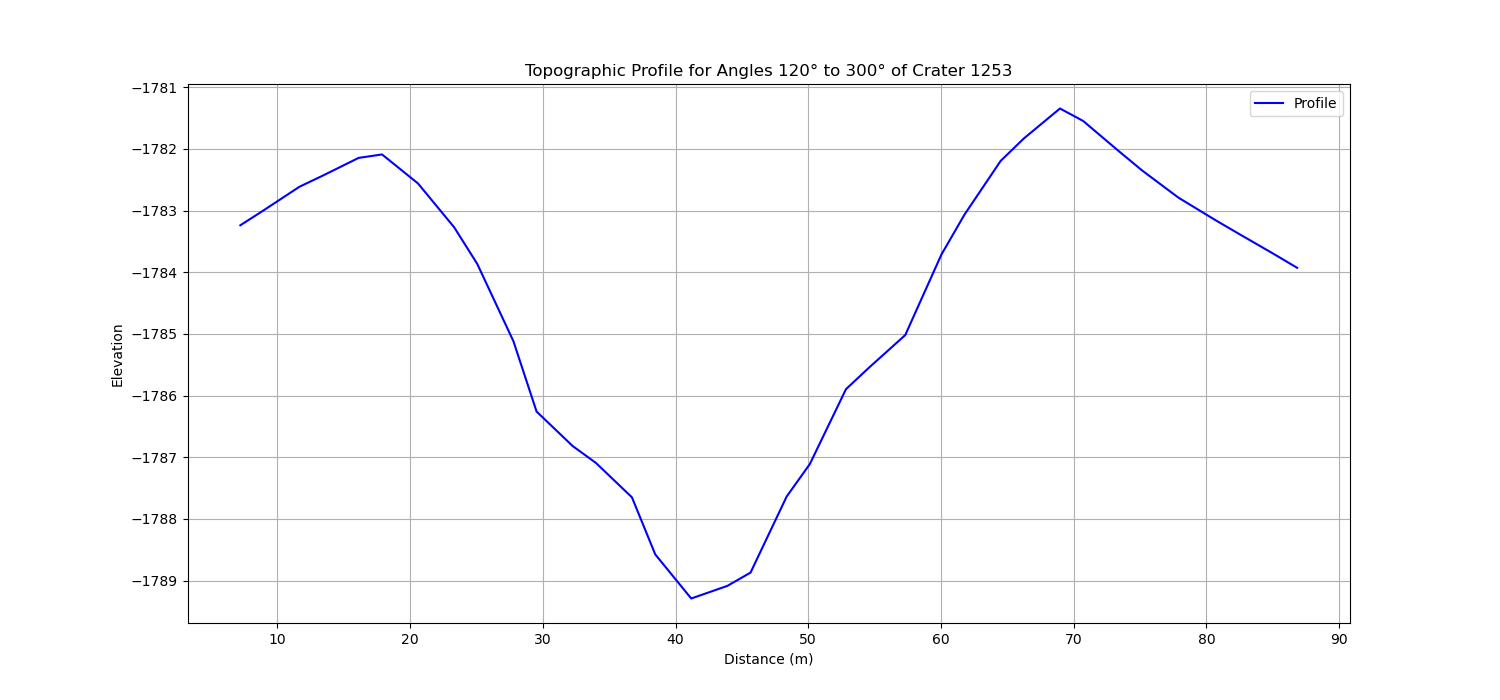 Topographic Profile for Angles 120° to 300° of Crater 1253
Profile
Elevation
−1781
−1782
−1783
−1784
−1785
−1786
−1787
−1788
−1789
10 20 30 40 50 60 70 80 90
Distance (m)